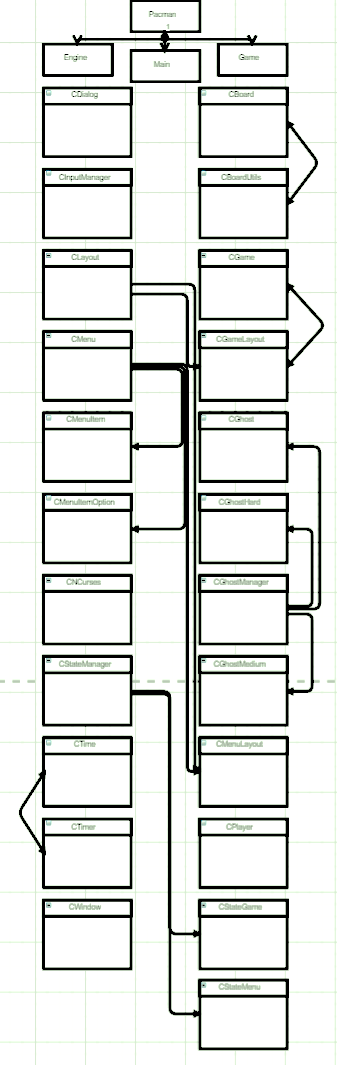 Pacman
1
Engine
Main
Game
CDialog
CBoard
CInputManager
CBoardUtils
CLayout
CGame
CMenu
CGameLayout
CMenuItem
CGhost
CMenuItemOption
CGhostHard
CNCurses
CGhostManager
CStateManager
CGhostMedium
CTime
CMenuLayout
CTimer
CPlayer
CWindow
CStateGame
CStateMenu